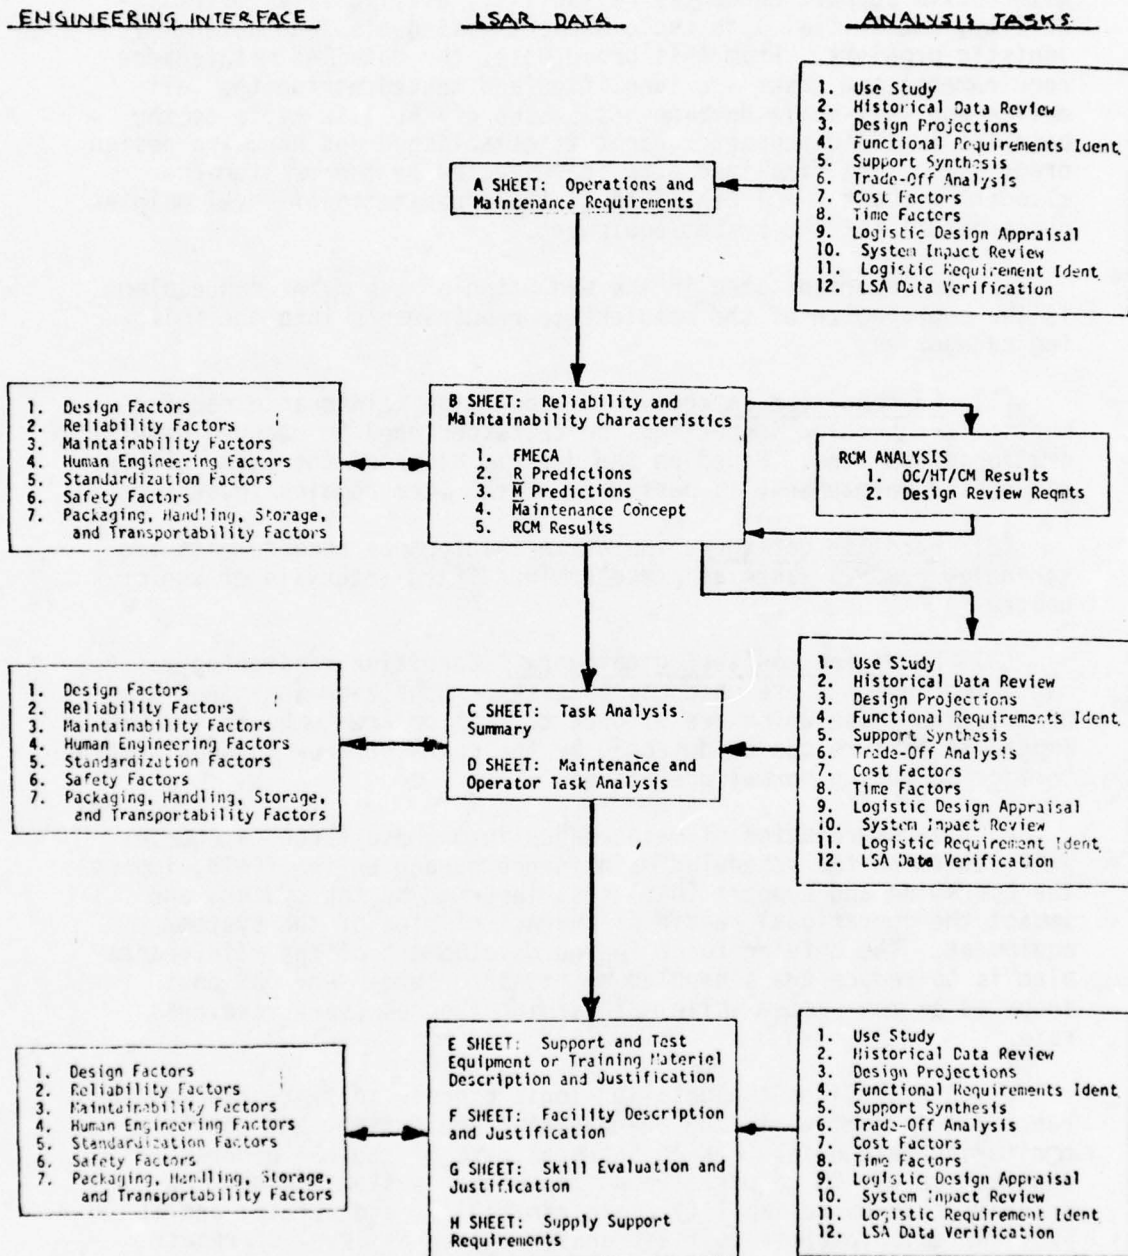 ENGINEERING INTERFACE
LSAR DATA
ANALYSIS TASKS
1. Use Study
2. Historical Data Review
3. Design Projections
4. Functional Requirements Ident
5. Support Synthesis
6. Trade-Off Analysis
7. Cost Factors
8. Time Factors
9. Logistic Design Appraisal
10. System Impact Review
11. Logistic Requirement Ident
12. LSA Data Verification
A SHEET: Operations and
Maintenance Requirements
1. Design Factors
2. Reliability Factors
3. Maintainability Factors
4. Human Engineering Factors
5. Standardization Factors
6. Safety Factors
7. Packaging, Handling, Storage,
and Transportability Factors
B SHEET: Reliability and
Maintainability Characteristics
1. FMECA
2. R Predictions
3. M̅ Predictions
4. Maintenance Concept
5. RCM Results
RCM ANALYSIS
1. OC/HT/CM Results
2. Design Review Reqmts
1. Design Factors
2. Reliability Factors
3. Maintainability Factors
4. Human Engineering Factors
5. Standardization Factors
6. Safety Factors
7. Packaging, Handling, Storage,
and Transportability Factors
C SHEET: Task Analysis
Summary
D SHEET: Maintenance and
Operator Task Analysis
1. Use Study
2. Historical Data Review
3. Design Projections
4. Functional Requirements Ident
5. Support Synthesis
6. Trade-Off Analysis
7. Cost Factors
8. Time Factors
9. Logistic Design Appraisal
10. System Impact Review
11. Logistic Requirement Ident
12. LSA Data Verification
1. Design Factors
2. Reliability Factors
3. Maintainability Factors
4. Human Engineering Factors
5. Standardization Factors
6. Safety Factors
7. Packaging, Handling, Storage,
and Transportability Factors
E SHEET: Support and Test
Equipment or Training Materiel
Description and Justification
F SHEET: Facility Description
and Justification
G SHEET: Skill Evaluation and
Justification
H SHEET: Supply Support
Requirements
1. Use Study
2. Historical Data Review
3. Design Projections
4. Functional Requirements Ident
5. Support Synthesis
6. Trade-Off Analysis
7. Cost Factors
8. Time Factors
9. Logistic Design Appraisal
10. System Impact Review
11. Logistic Requirement Ident
12. LSA Data Verification